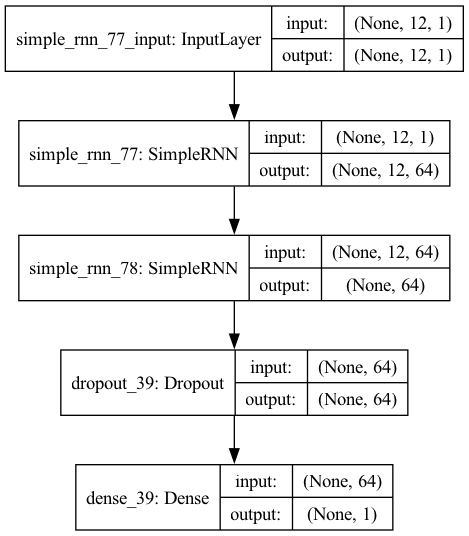 simple_rnn_77_input: InputLayer
input: (None, 12, 1)
output: (None, 12, 1)
simple_rnn_77: SimpleRNN
input: (None, 12, 1)
output: (None, 12, 64)
simple_rnn_78: SimpleRNN
input: (None, 12, 64)
output: (None, 64)
dropout_39: Dropout
input: (None, 64)
output: (None, 64)
dense_39: Dense
input: (None, 64)
output: (None, 1)